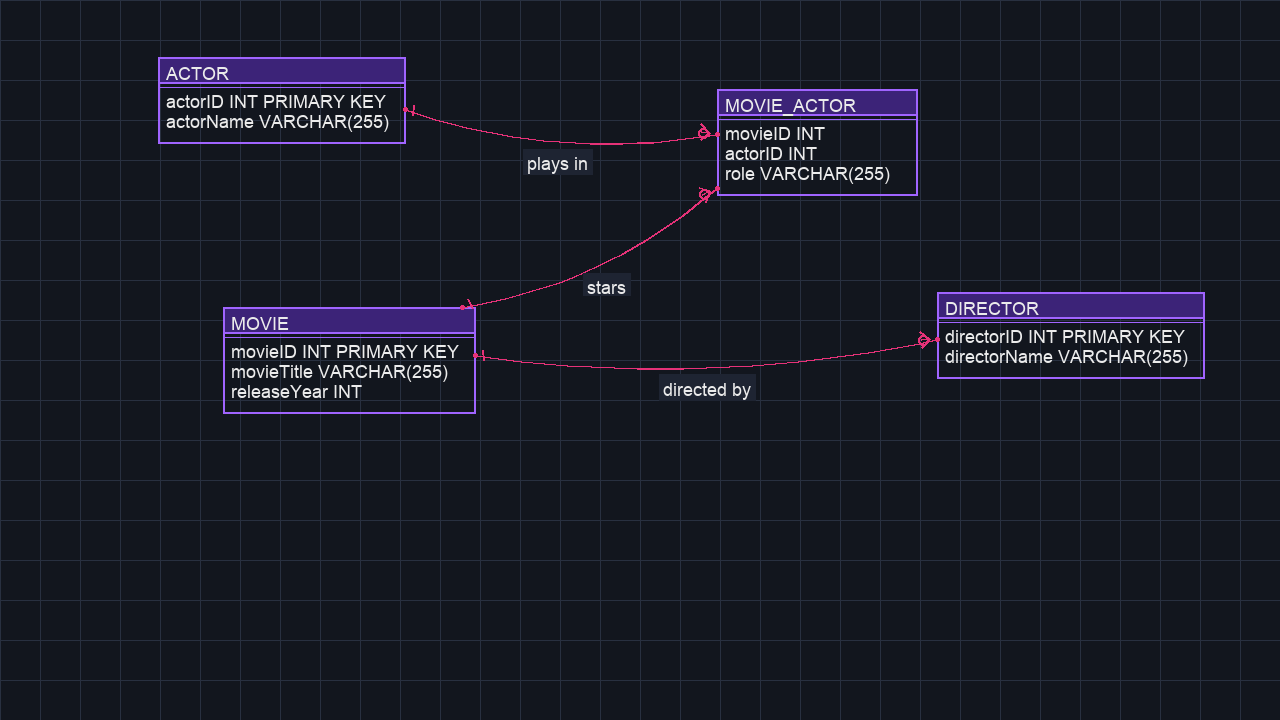 ACTOR
actorID INT PRIMARY KEY
actorName VARCHAR(255)
MOVIE_ACTOR
movieID INT
actorID INT
role VARCHAR(255)
plays in
stars
MOVIE
movieID INT PRIMARY KEY
movieTitle VARCHAR(255)
releaseYear INT
DIRECTOR
directorID INT PRIMARY KEY
directorName VARCHAR(255)
directed by